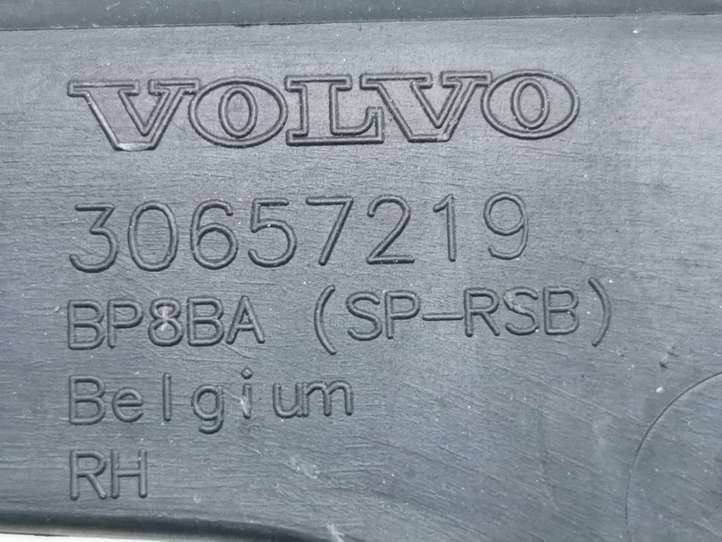 VOLVO
30657219
BP8BA (SP-RSB)
Belgium
RH